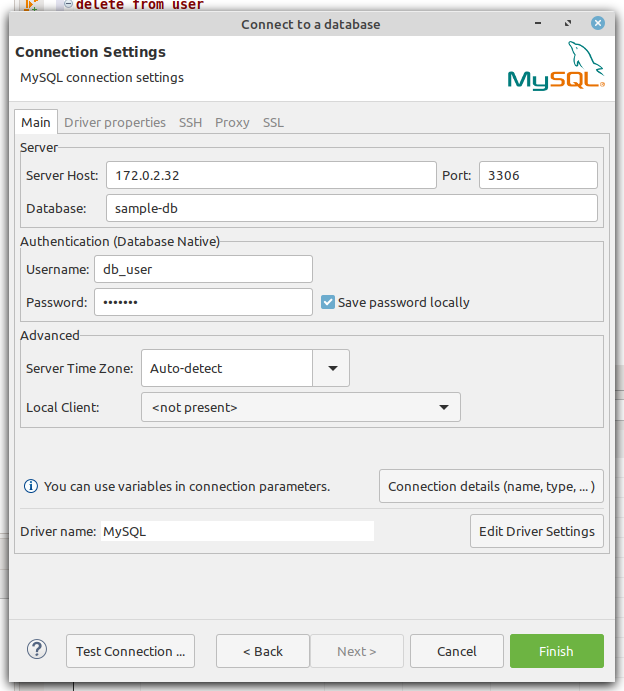 delete from user
Connect to a database
Connection Settings
MySQL connection settings
MySQL
Main Driver properties SSH Proxy SSL
Server
Server Host: 172.0.2.32 Port: 3306
Database: sample-db
Authentication (Database Native)
Username: db_user
Password: •••••••  Save password locally
Advanced
Server Time Zone: Auto-detect
Local Client: <not present>
You can use variables in connection parameters. Connection details (name, type, ... )
Driver name: MySQL Edit Driver Settings
? Test Connection ... < Back Next > Cancel Finish